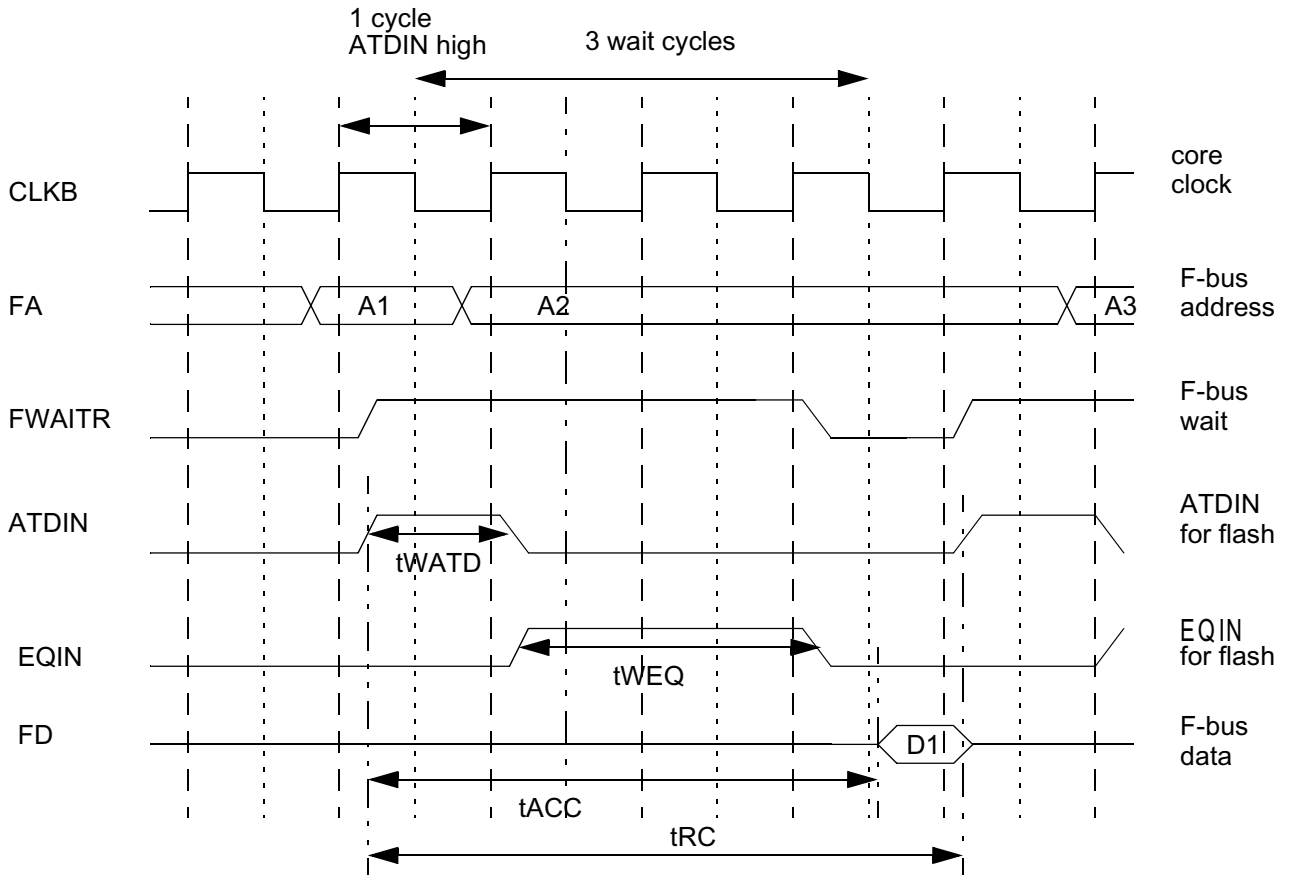 1 cycle
ATDIN high
3 wait cycles
CLKB
core
clock
FA
A1
A2
A3
F-bus
address
FWAITR
F-bus
wait
ATDIN
tWATD
ATDIN
for flash
EQIN
tWEQ
EQIN
for flash
FD
D1
F-bus
data
tACC
tRC